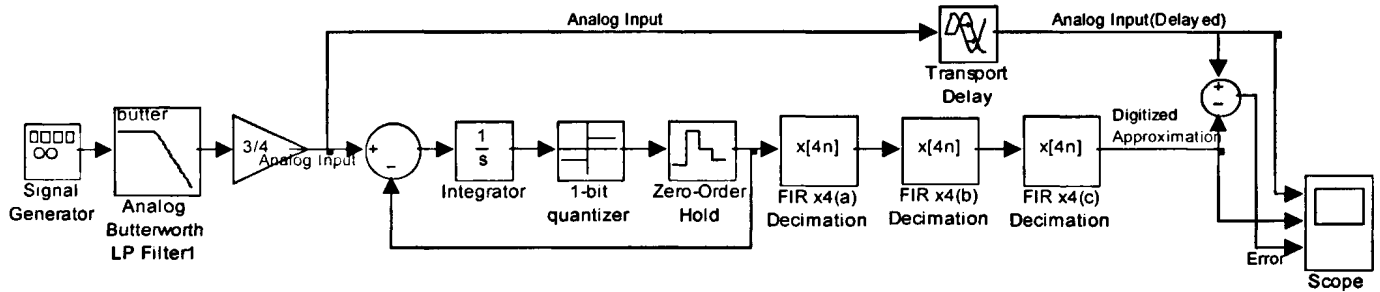 Analog Input
Analog Input(Delayed)
Transport
Delay
butter
3/4
Analog Input
+
−
1
s
x[4n]
x[4n]
x[4n]
Digitized
Approximation
+
−
Signal
Generator
Analog
Butterworth
LP Filter1
Integrator
1-bit
quantizer
Zero-Order
Hold
FIR x4(a)
Decimation
FIR x4(b)
Decimation
FIR x4(c)
Decimation
Error
Scope